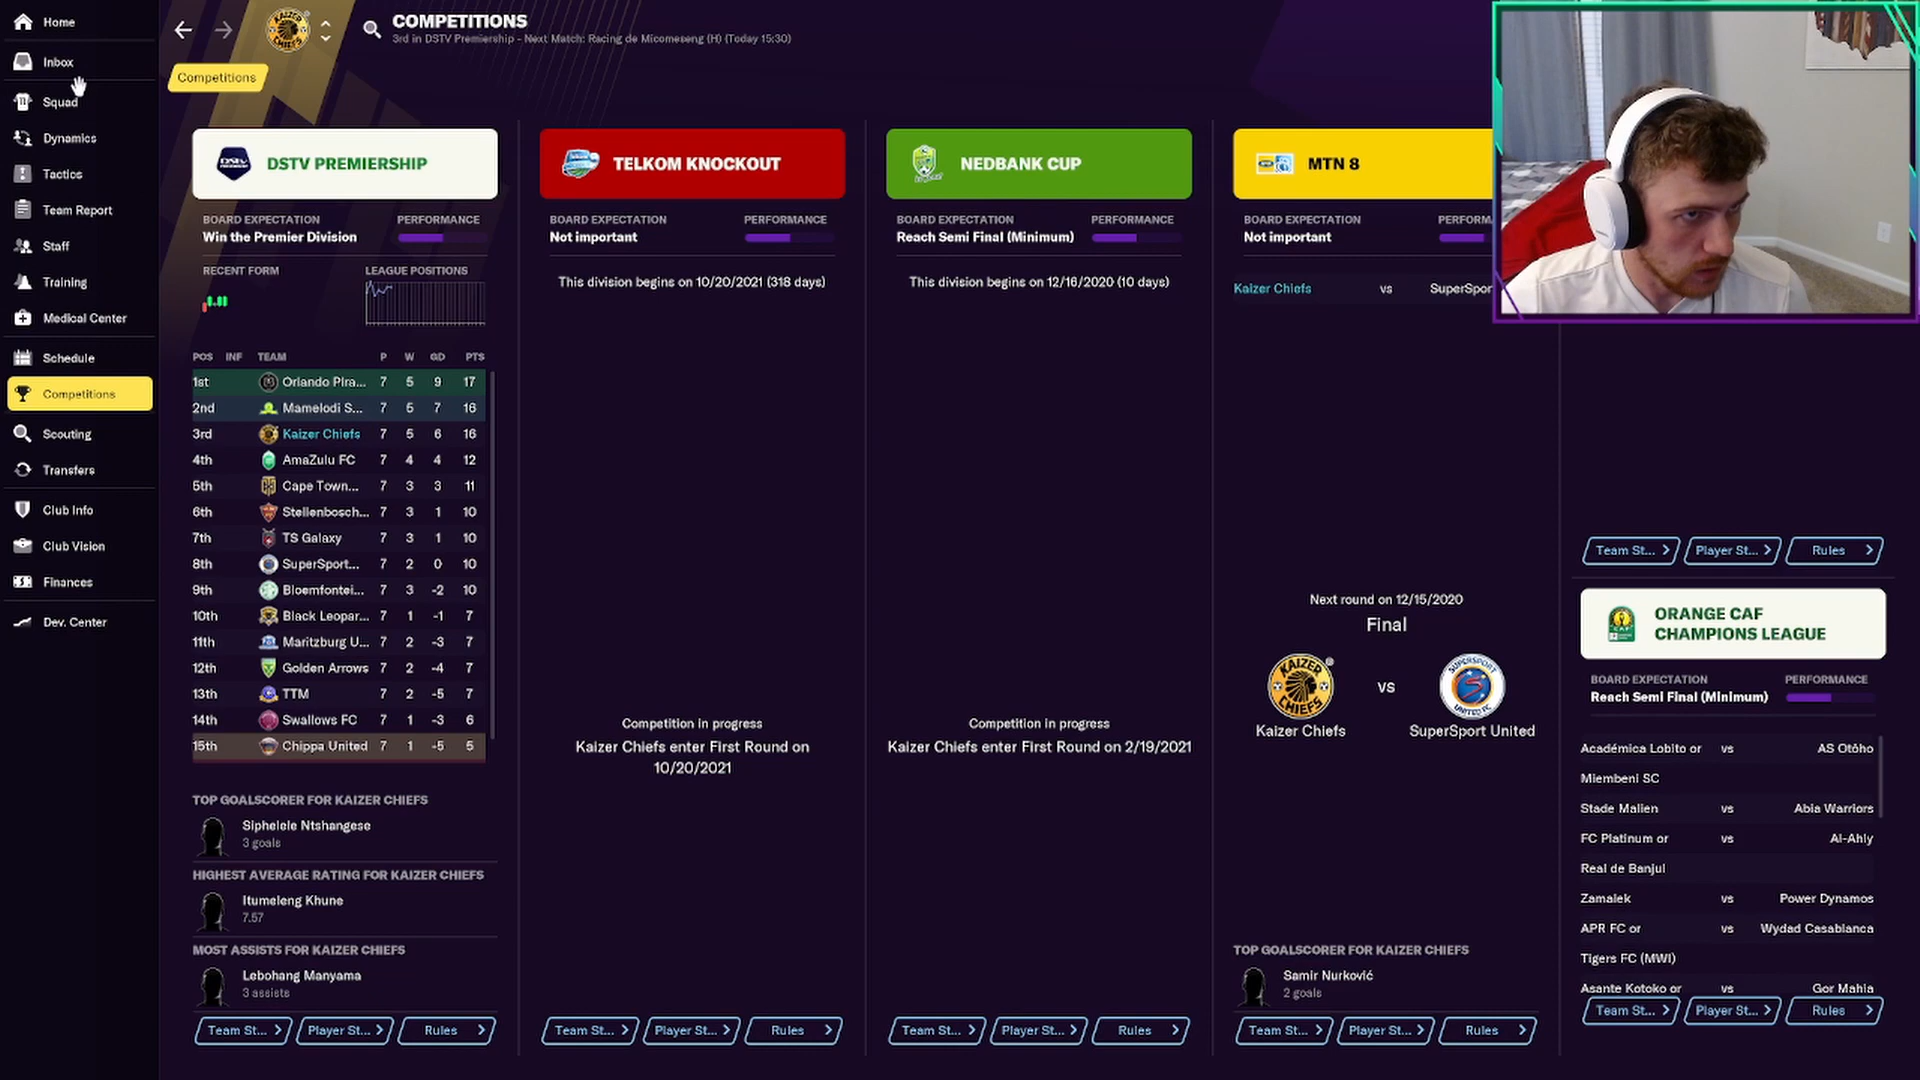 Home
Inbox
Squad
Dynamics
Tactics
Team Report
Staff
Training
Medical Center
Schedule
Competitions
Scouting
Transfers
Club Info
Club Vision
Finances
Dev. Center
COMPETITIONS
3rd in DSTV Premiership - Next Match: Racing de Micomeseng (H) (Today 15:30)
Competitions
DSTV PREMIERSHIP
BOARD EXPECTATION PERFORMANCE
Win the Premier Division
RECENT FORM LEAGUE POSITIONS
POS INF TEAM P W GD PTS
1st Orlando Pira... 7 5 9 17
2nd Mamelodi S... 7 5 7 16
3rd Kaizer Chiefs 7 5 6 16
4th AmaZulu FC 7 4 4 12
5th Cape Town... 7 3 3 11
6th Stellenbosch... 7 3 1 10
7th TS Galaxy 7 3 1 10
8th SuperSport... 7 2 0 10
9th Bloemfontei... 7 3 -2 10
10th Black Leopar... 7 1 -1 7
11th Maritzburg U... 7 2 -3 7
12th Golden Arrows 7 2 -4 7
13th TTM 7 2 -5 7
14th Swallows FC 7 1 -3 6
15th Chippa United 7 1 -5 5
TOP GOALSCORER FOR KAIZER CHIEFS
Siphelele Ntshangese
3 goals
HIGHEST AVERAGE RATING FOR KAIZER CHIEFS
Itumeleng Khune
7.57
MOST ASSISTS FOR KAIZER CHIEFS
Lebohang Manyama
3 assists
Team St... Player St... Rules
TELKOM KNOCKOUT
BOARD EXPECTATION PERFORMANCE
Not important
This division begins on 10/20/2021 (318 days)
Competition in progress
Kaizer Chiefs enter First Round on
10/20/2021
Team St... Player St... Rules
NEDBANK CUP
BOARD EXPECTATION PERFORMANCE
Reach Semi Final (Minimum)
This division begins on 12/16/2020 (10 days)
Competition in progress
Kaizer Chiefs enter First Round on 2/19/2021
Team St... Player St... Rules
MTN 8
BOARD EXPECTATION PERFORM
Not important
Kaizer Chiefs vs SuperSpor
Next round on 12/15/2020
Final
KAIZER CHIEFS
VS
SUPERSPORT UNITED FC
Kaizer Chiefs SuperSport United
TOP GOALSCORER FOR KAIZER CHIEFS
Samir Nurković
2 goals
Team St... Player St... Rules
Team St... Player St... Rules
ORANGE CAF
CHAMPIONS LEAGUE
BOARD EXPECTATION PERFORMANCE
Reach Semi Final (Minimum)
Académica Lobito or vs AS Otôho
Miembeni SC
Stade Malien vs Abia Warriors
FC Platinum or vs Al-Ahly
Real de Banjul
Zamalek vs Power Dynamos
APR FC or vs Wydad Casablanca
Tigers FC (MWI)
Asante Kotoko or vs Gor Mahia
Team St... Player St... Rules